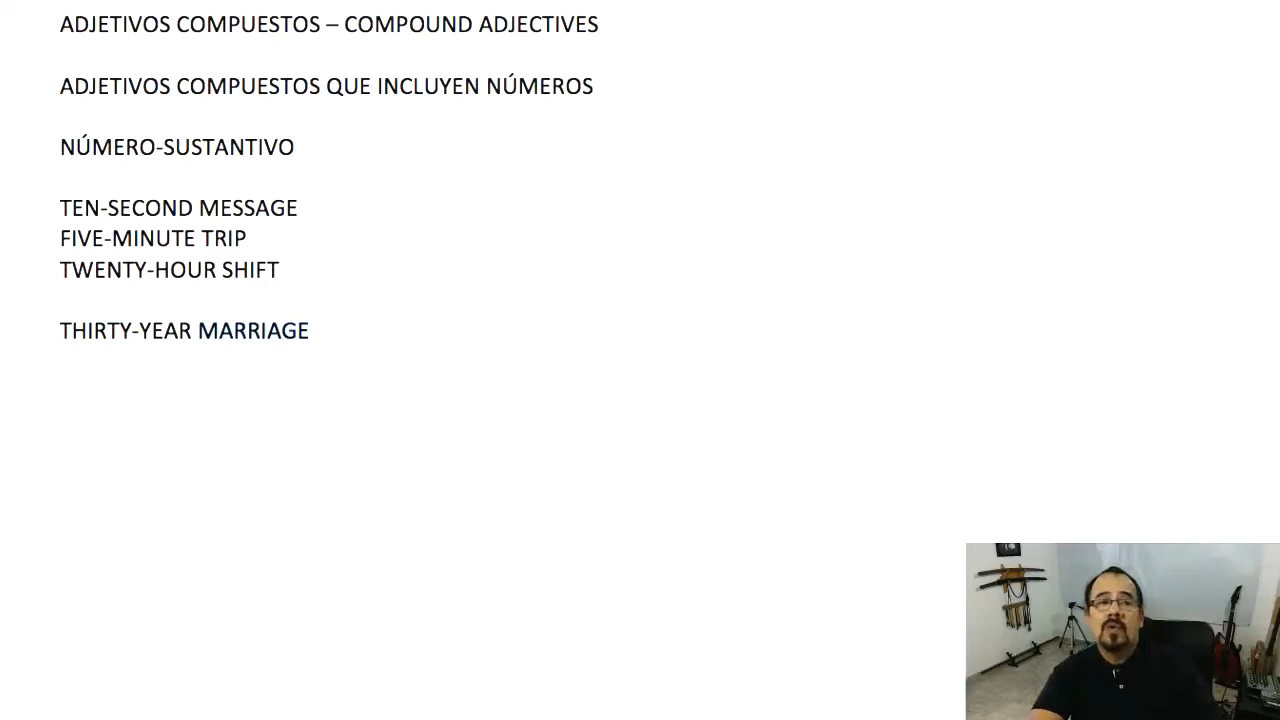 ADJETIVOS COMPUESTOS – COMPOUND ADJECTIVES
ADJETIVOS COMPUESTOS QUE INCLUYEN NÚMEROS
NÚMERO-SUSTANTIVO
TEN-SECOND MESSAGE
FIVE-MINUTE TRIP
TWENTY-HOUR SHIFT
THIRTY-YEAR MARRIAGE